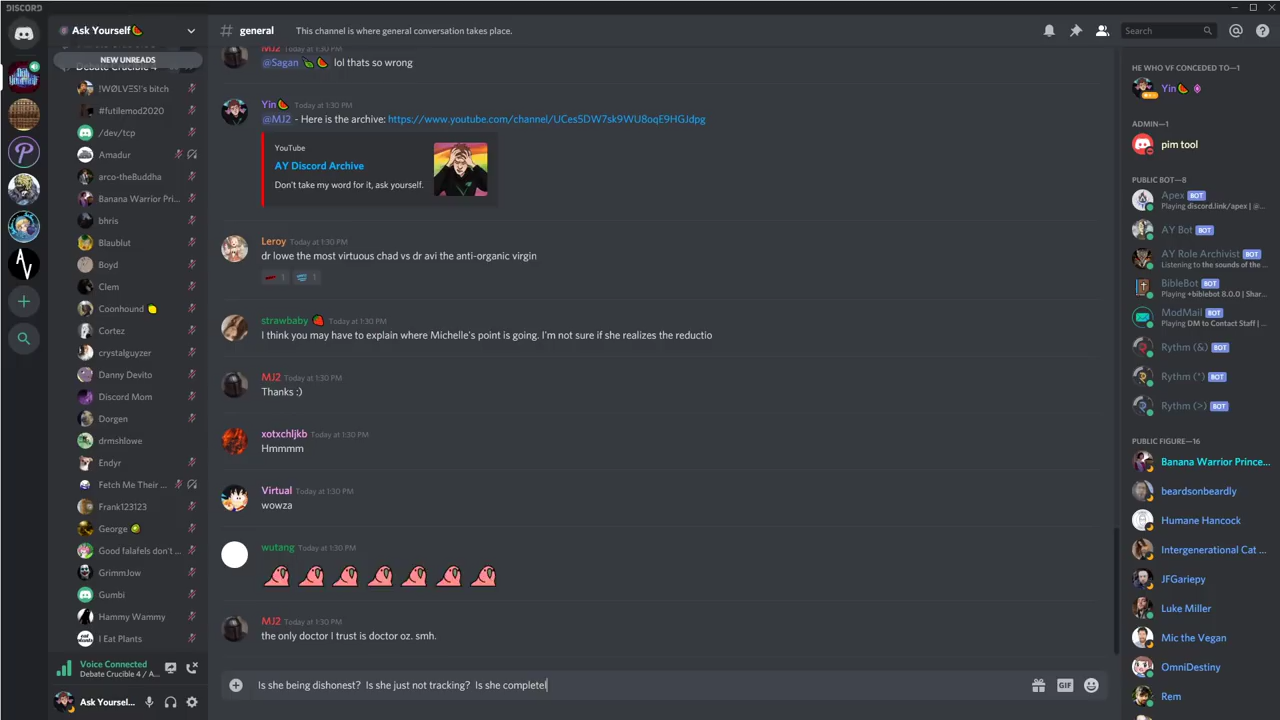 DISCORD
Ask Yourself🍉
# general
This channel is where general conversation takes place.
Search
NEW UNREADS
Debate Crucible 4
!WØLVΞS!'s bitch
#futilemod2020
/dev/tcp
Amadur
arco-theBuddha
Banana Warrior Pri...
bhris
Blaublut
Boyd
Clem
Coonhound 🍋
Cortez
crystalguyzer
Danny Devito
Discord Mom
Dorgen
drmshlowe
Endyr
Fetch Me Their ...
Frank123123
George 🥝
Good falafels don't ...
GrimmJow
Gumbi
Hammy Wammy
I Eat Plants
Voice Connected
Debate Crucible 4 / A...
Ask Yoursel...
MJ2 Today at 1:30 PM
@Sagan 🌿 🍉 lol thats so wrong
Yin🍉 Today at 1:30 PM
@MJ2 - Here is the archive: https://www.youtube.com/channel/UCes5DW7sk9WU8oqE9HGJdpg
YouTube
AY Discord Archive
Don't take my word for it, ask yourself.
Leroy Today at 1:30 PM
dr love the most virtuous chad vs dr avi the anti-organic virgin
1 1
strawbaby 🍓 Today at 1:30 PM
I think you may have to explain where Michelle's point is going. I'm not sure if she realizes the reductio
MJ2 Today at 1:30 PM
Thanks :)
xotxchljkb Today at 1:30 PM
Hmmmm
Virtual Today at 1:30 PM
wowza
wutang Today at 1:30 PM
MJ2 Today at 1:30 PM
the only doctor I trust is doctor oz. smh.
Is she being dishonest?  Is she just not tracking?  Is she completel
GIF
HE WHO VF CONCEDED TO—1
Yin🍉
ADMIN—1
pim tool
PUBLIC BOT—8
Apex BOT
Playing discord.link/apex | @...
AY Bot BOT
AY Role Archivist BOT
Listening to the sounds of the ...
BibleBot BOT
Playing +biblebot 8.0.0 | Shar...
ModMail BOT
Playing DM to Contact Staff | ...
Rythm (&) BOT
Rythm (*) BOT
Rythm (>) BOT
PUBLIC FIGURE—16
Banana Warrior Prince...
beardsonbeardly
Humane Hancock
Intergenerational Cat ...
JFGariepy
Luke Miller
Mic the Vegan
OmniDestiny
Rem